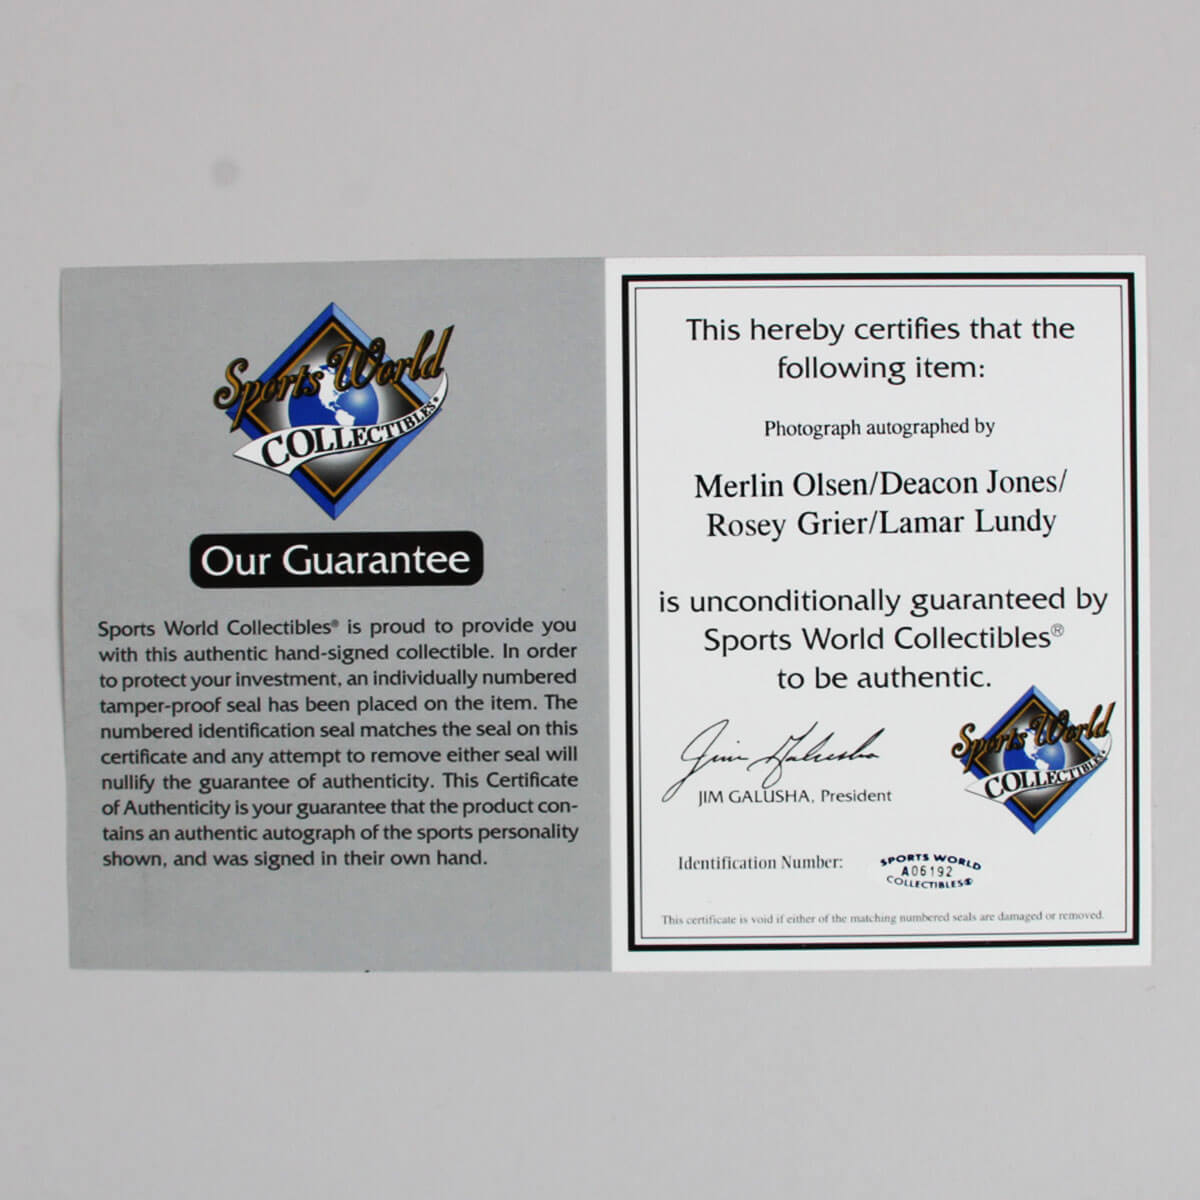 Sports World
COLLECTIBLES®
Our Guarantee
Sports World Collectibles® is proud to provide you
with this authentic hand-signed collectible. In order
to protect your investment, an individually numbered
tamper-proof seal has been placed on the item. The
numbered identification seal matches the seal on this
certificate and any attempt to remove either seal will
nullify the guarantee of authenticity. This Certificate
of Authenticity is your guarantee that the product con-
tains an authentic autograph of the sports personality
shown, and was signed in their own hand.
This hereby certifies that the
following item:
Photograph autographed by
Merlin Olsen/Deacon Jones/
Rosey Grier/Lamar Lundy
is unconditionally guaranteed by
Sports World Collectibles®
to be authentic.
Jim Galusha
JIM GALUSHA, President
Sports World
COLLECTIBLES®
Identification Number:
SPORTS WORLD
A06192
COLLECTIBLES®
This certificate is void if either of the matching numbered seals are damaged or removed.